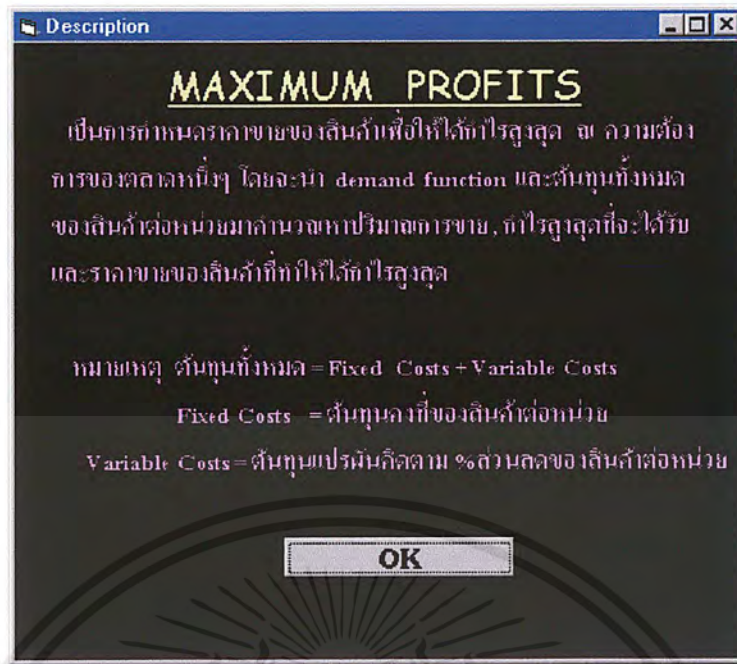 Description
MAXIMUM PROFITS
เป็นการกำหนดราคาขายของสินค้าเพื่อให้ได้กำไรสูงสุด ณ ความต้อง
การของตลาดหนึ่งๆ โดยจะนำ demand function และต้นทุนทั้งหมด
ของสินค้าต่อหน่วยมาคำนวณหาปริมาณการขาย,กำไรสูงสุดที่จะได้รับ
และราคาขายของสินค้าที่ทำให้ได้กำไรสูงสุด
หมายเหตุ ต้นทุนทั้งหมด = Fixed Costs + Variable Costs
Fixed Costs = ต้นทุนคงที่ของสินค้าต่อหน่วย
Variable Costs = ต้นทุนแปรผันคิดตาม %ส่วนลดของสินค้าต่อหน่วย
OK